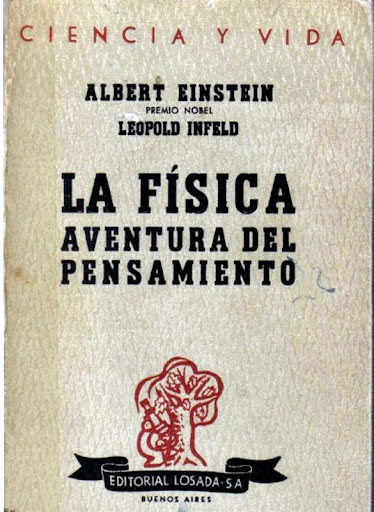 CIENCIA Y VIDA
ALBERT EINSTEIN
PREMIO NOBEL
LEOPOLD INFELD
LA FÍSICA
AVENTURA DEL
PENSAMIENTO
EDITORIAL LOSADA·S·A
BUENOS AIRES